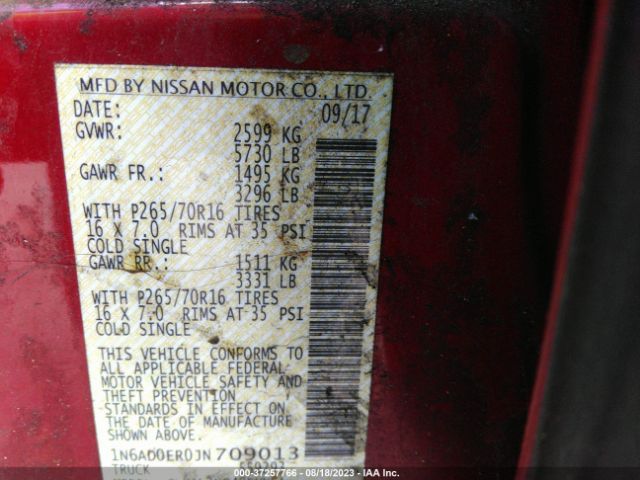 MFD BY NISSAN MOTOR CO., LTD.
DATE: 09/17
GVWR: 2599 KG
5730 LB
GAWR FR.: 1495 KG
3296 LB
WITH P265/70R16 TIRES
16 X 7.0 RIMS AT 35 PSI
COLD SINGLE
GAWR RR.: 1511 KG
3331 LB
WITH P265/70R16 TIRES
16 X 7.0 RIMS AT 35 PSI
COLD SINGLE
THIS VEHICLE CONFORMS TO
ALL APPLICABLE FEDERAL
MOTOR VEHICLE SAFETY AND
THEFT PREVENTION
STANDARDS IN EFFECT ON
THE DATE OF MANUFACTURE
SHOWN ABOVE.
1N6AD0ER0JN709013
TRUCK
COPART: 37257766 - 08/18/2023 - IAAI.COM